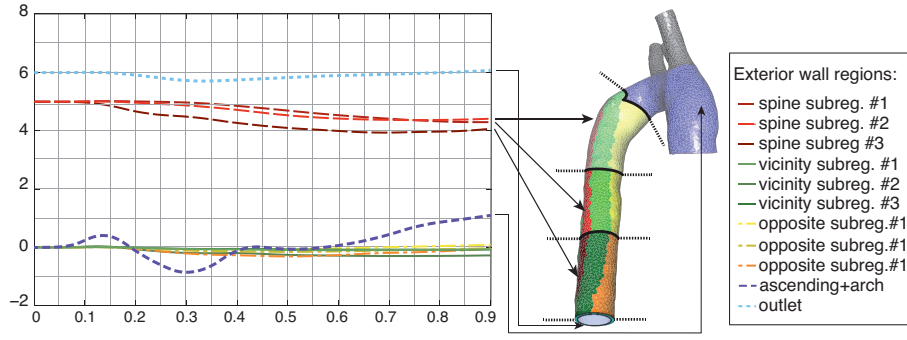 8
6
4
2
0
−2
0
0.1
0.2
0.3
0.4
0.5
0.6
0.7
0.8
0.9
Exterior wall regions:
spine subreg. #1
spine subreg. #2
spine subreg. #3
vicinity subreg. #1
vicinity subreg. #2
vicinity subreg. #3
opposite subreg.#1
opposite subreg.#1
opposite subreg.#1
ascending+arch
outlet